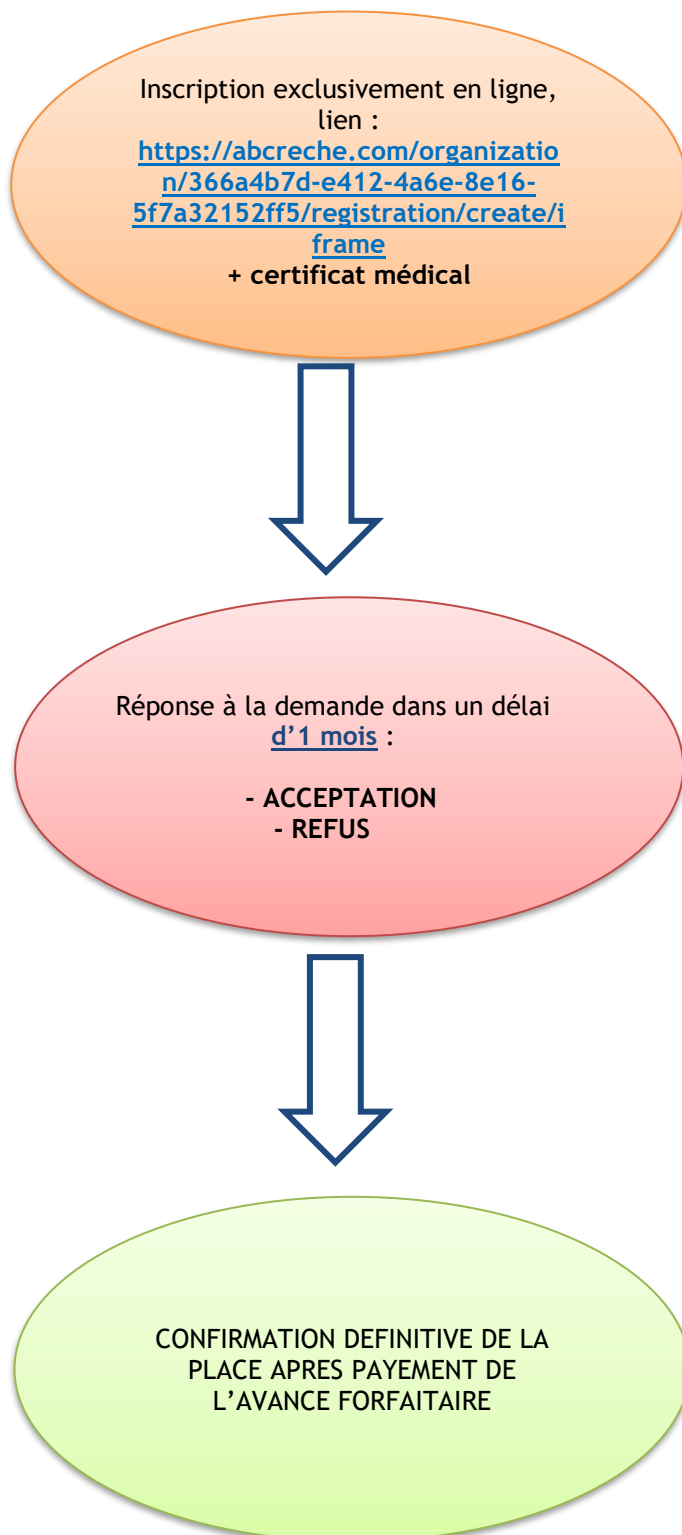 Inscription exclusivement en ligne,
lien :
https://abcreche.com/organizatio
n/366a4b7d-e412-4a6e-8e16-
5f7a32152ff5/registration/create/i
frame
+ certificat médical
Réponse à la demande dans un délai
d’1 mois :
- ACCEPTATION
- REFUS
CONFIRMATION DEFINITIVE DE LA
PLACE APRES PAYEMENT DE
L’AVANCE FORFAITAIRE